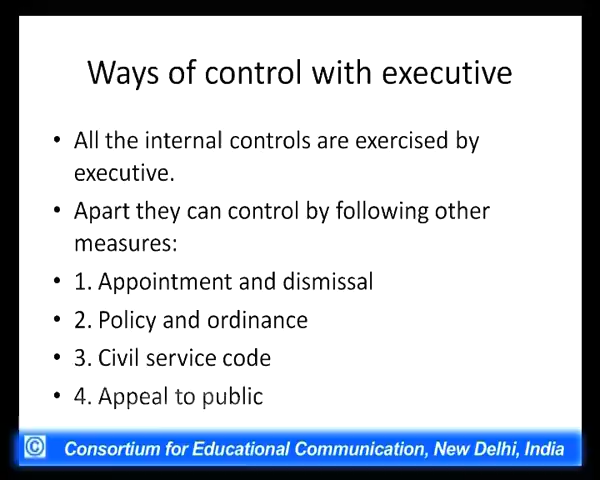 Ways of control with executive
• All the internal controls are exercised by
executive.
• Apart they can control by following other
measures:
• 1. Appointment and dismissal
• 2. Policy and ordinance
• 3. Civil service code
• 4. Appeal to public
© Consortium for Educational Communication, New Delhi, India